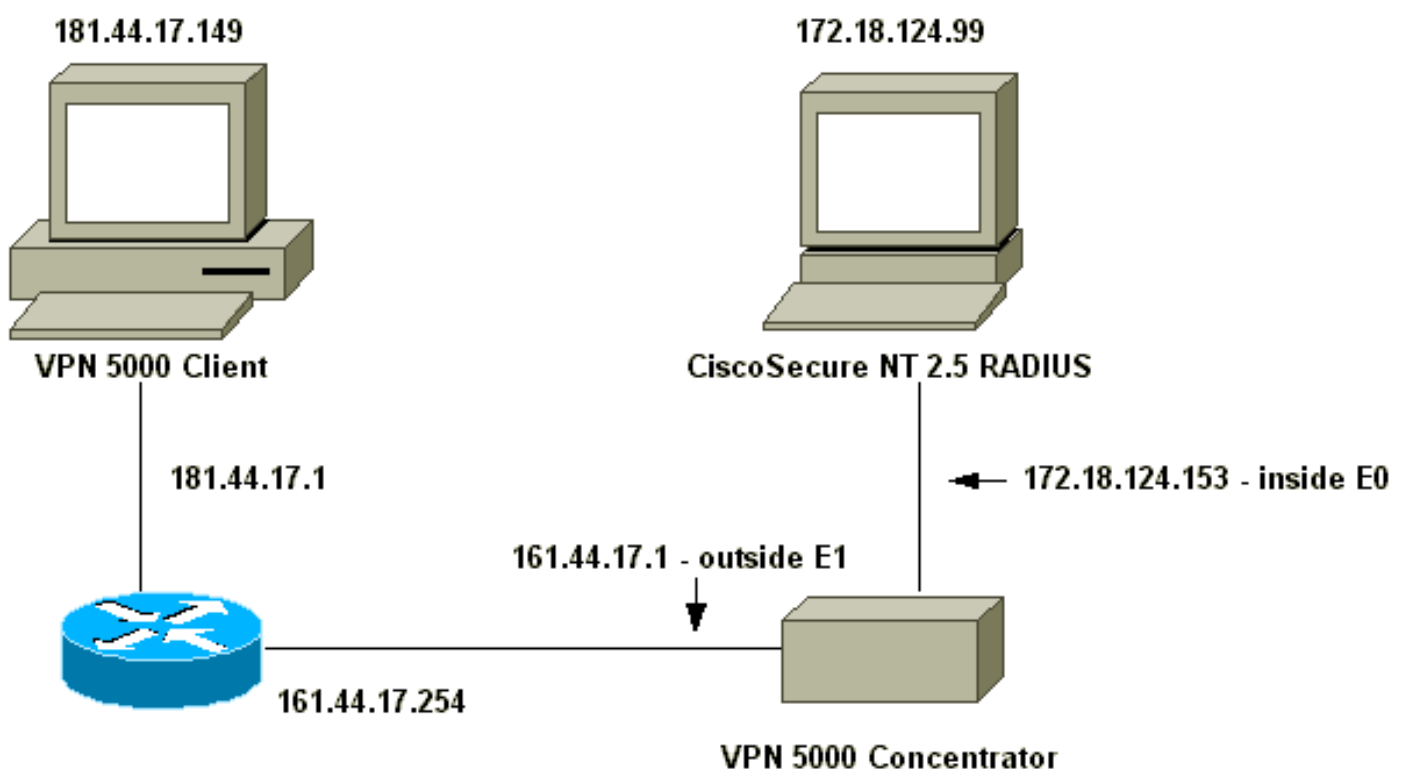 181.44.17.149
172.18.124.99
VPN 5000 Client
CiscoSecure NT 2.5 RADIUS
181.44.17.1
172.18.124.153 - inside E0
161.44.17.1 - outside E1
161.44.17.254
VPN 5000 Concentrator